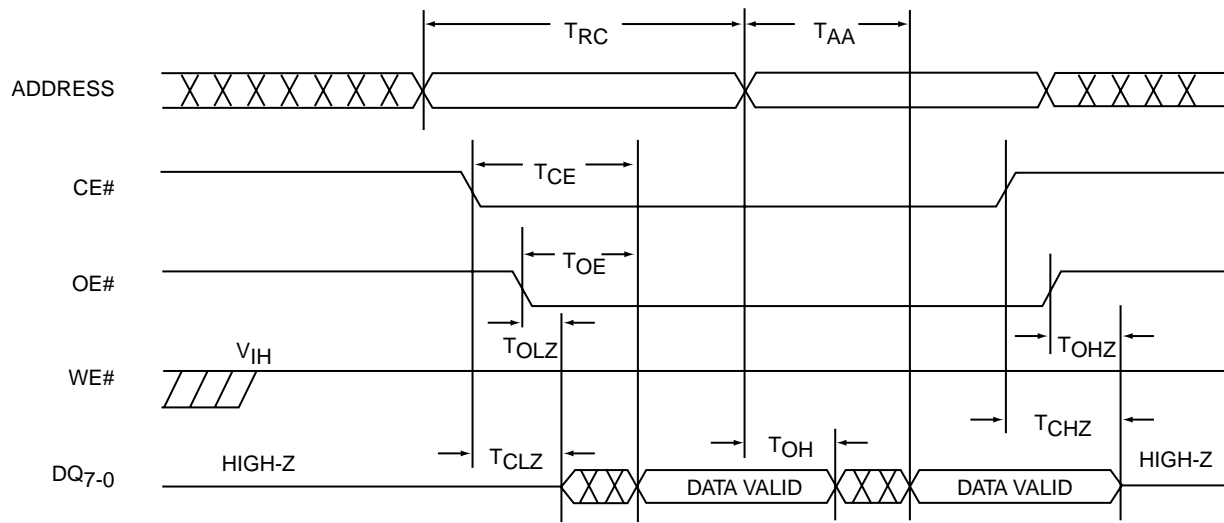 TRC TAA
ADDRESS
TCE
CE#
TOE
OE#
TOLZ TOHZ
VIH
WE#
TCHZ
TCLZ TOH
HIGH-Z HIGH-Z
DQ7-0 DATA VALID DATA VALID